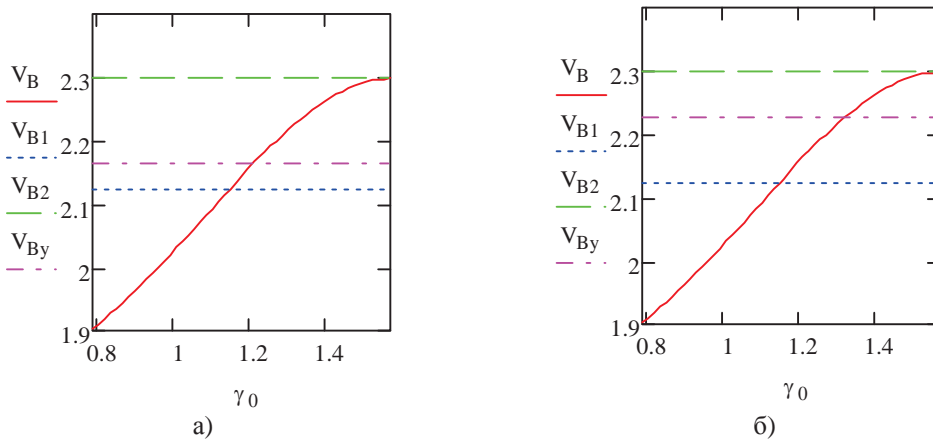 V_B
V_B1
V_B2
V_By
2.3
2.2
2.1
2
1.9
0.8 1 1.2 1.4
γ_0
а)
V_B
V_B1
V_B2
V_By
2.3
2.2
2.1
2
1.9
0.8 1 1.2 1.4
γ_0
б)